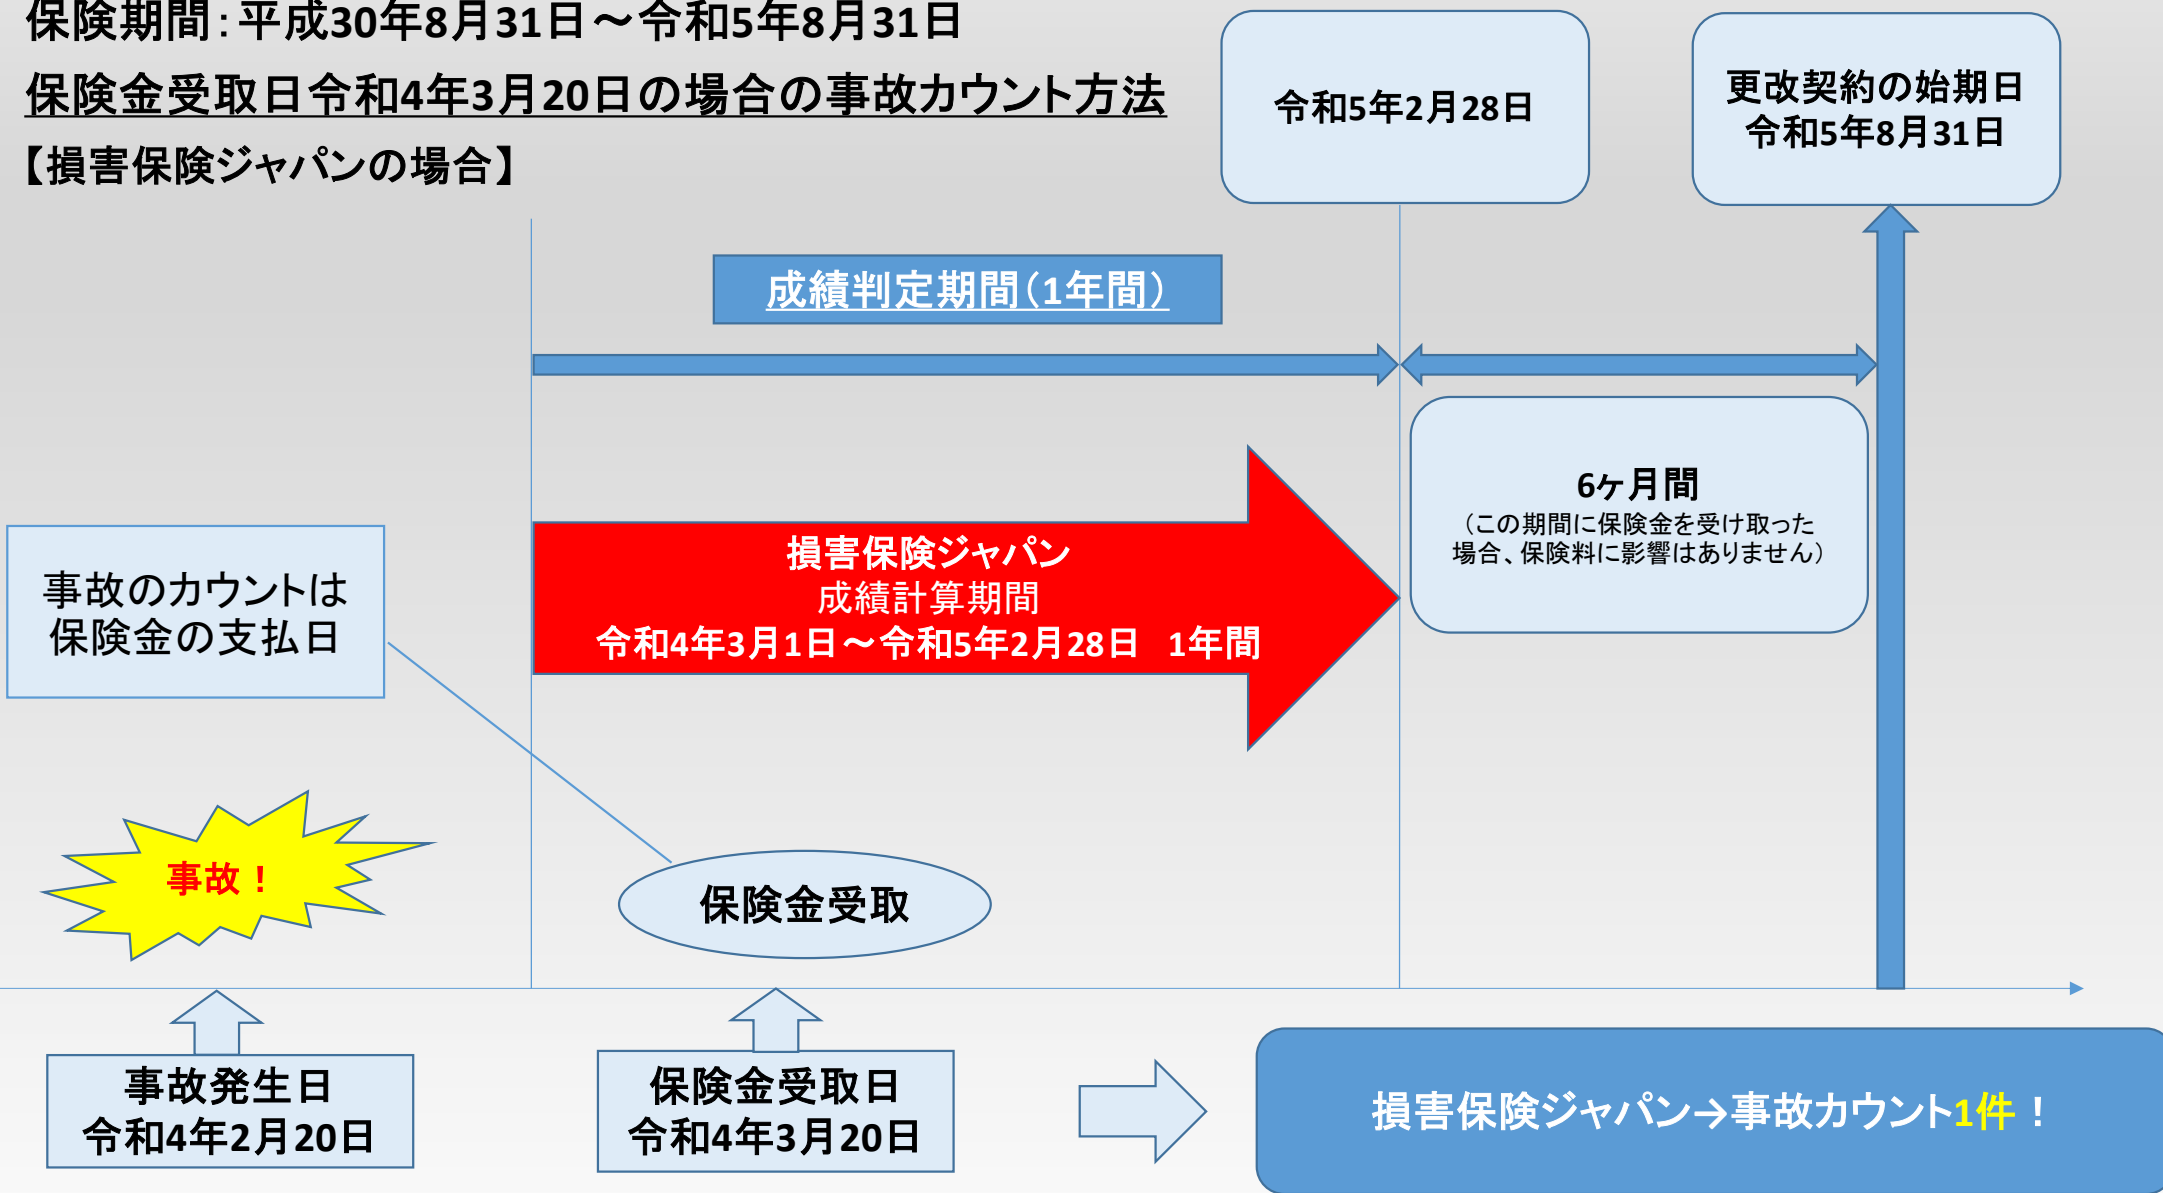 保険期間：平成30年8月31日～令和5年8月31日
保険金受取日令和4年3月20日の場合の事故カウント方法
【損害保険ジャパンの場合】
令和5年2月28日
更改契約の始期日
令和5年8月31日
成績判定期間（1年間）
6ヶ月間
（この期間に保険金を受け取った
場合、保険料に影響はありません）
損害保険ジャパン
成績計算期間
令和4年3月1日～令和5年2月28日　1年間
事故のカウントは
保険金の支払日
事故！
保険金受取
事故発生日
令和4年2月20日
保険金受取日
令和4年3月20日
損害保険ジャパン→事故カウント1件！